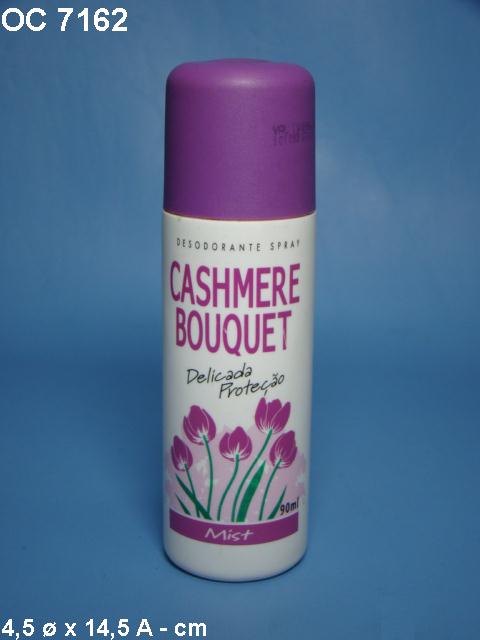 OC 7162
DESODORANTE SPRAY
CASHMERE
BOUQUET
Delicada
Proteção
90ml
Mist
4,5 ø x 14,5 A - cm